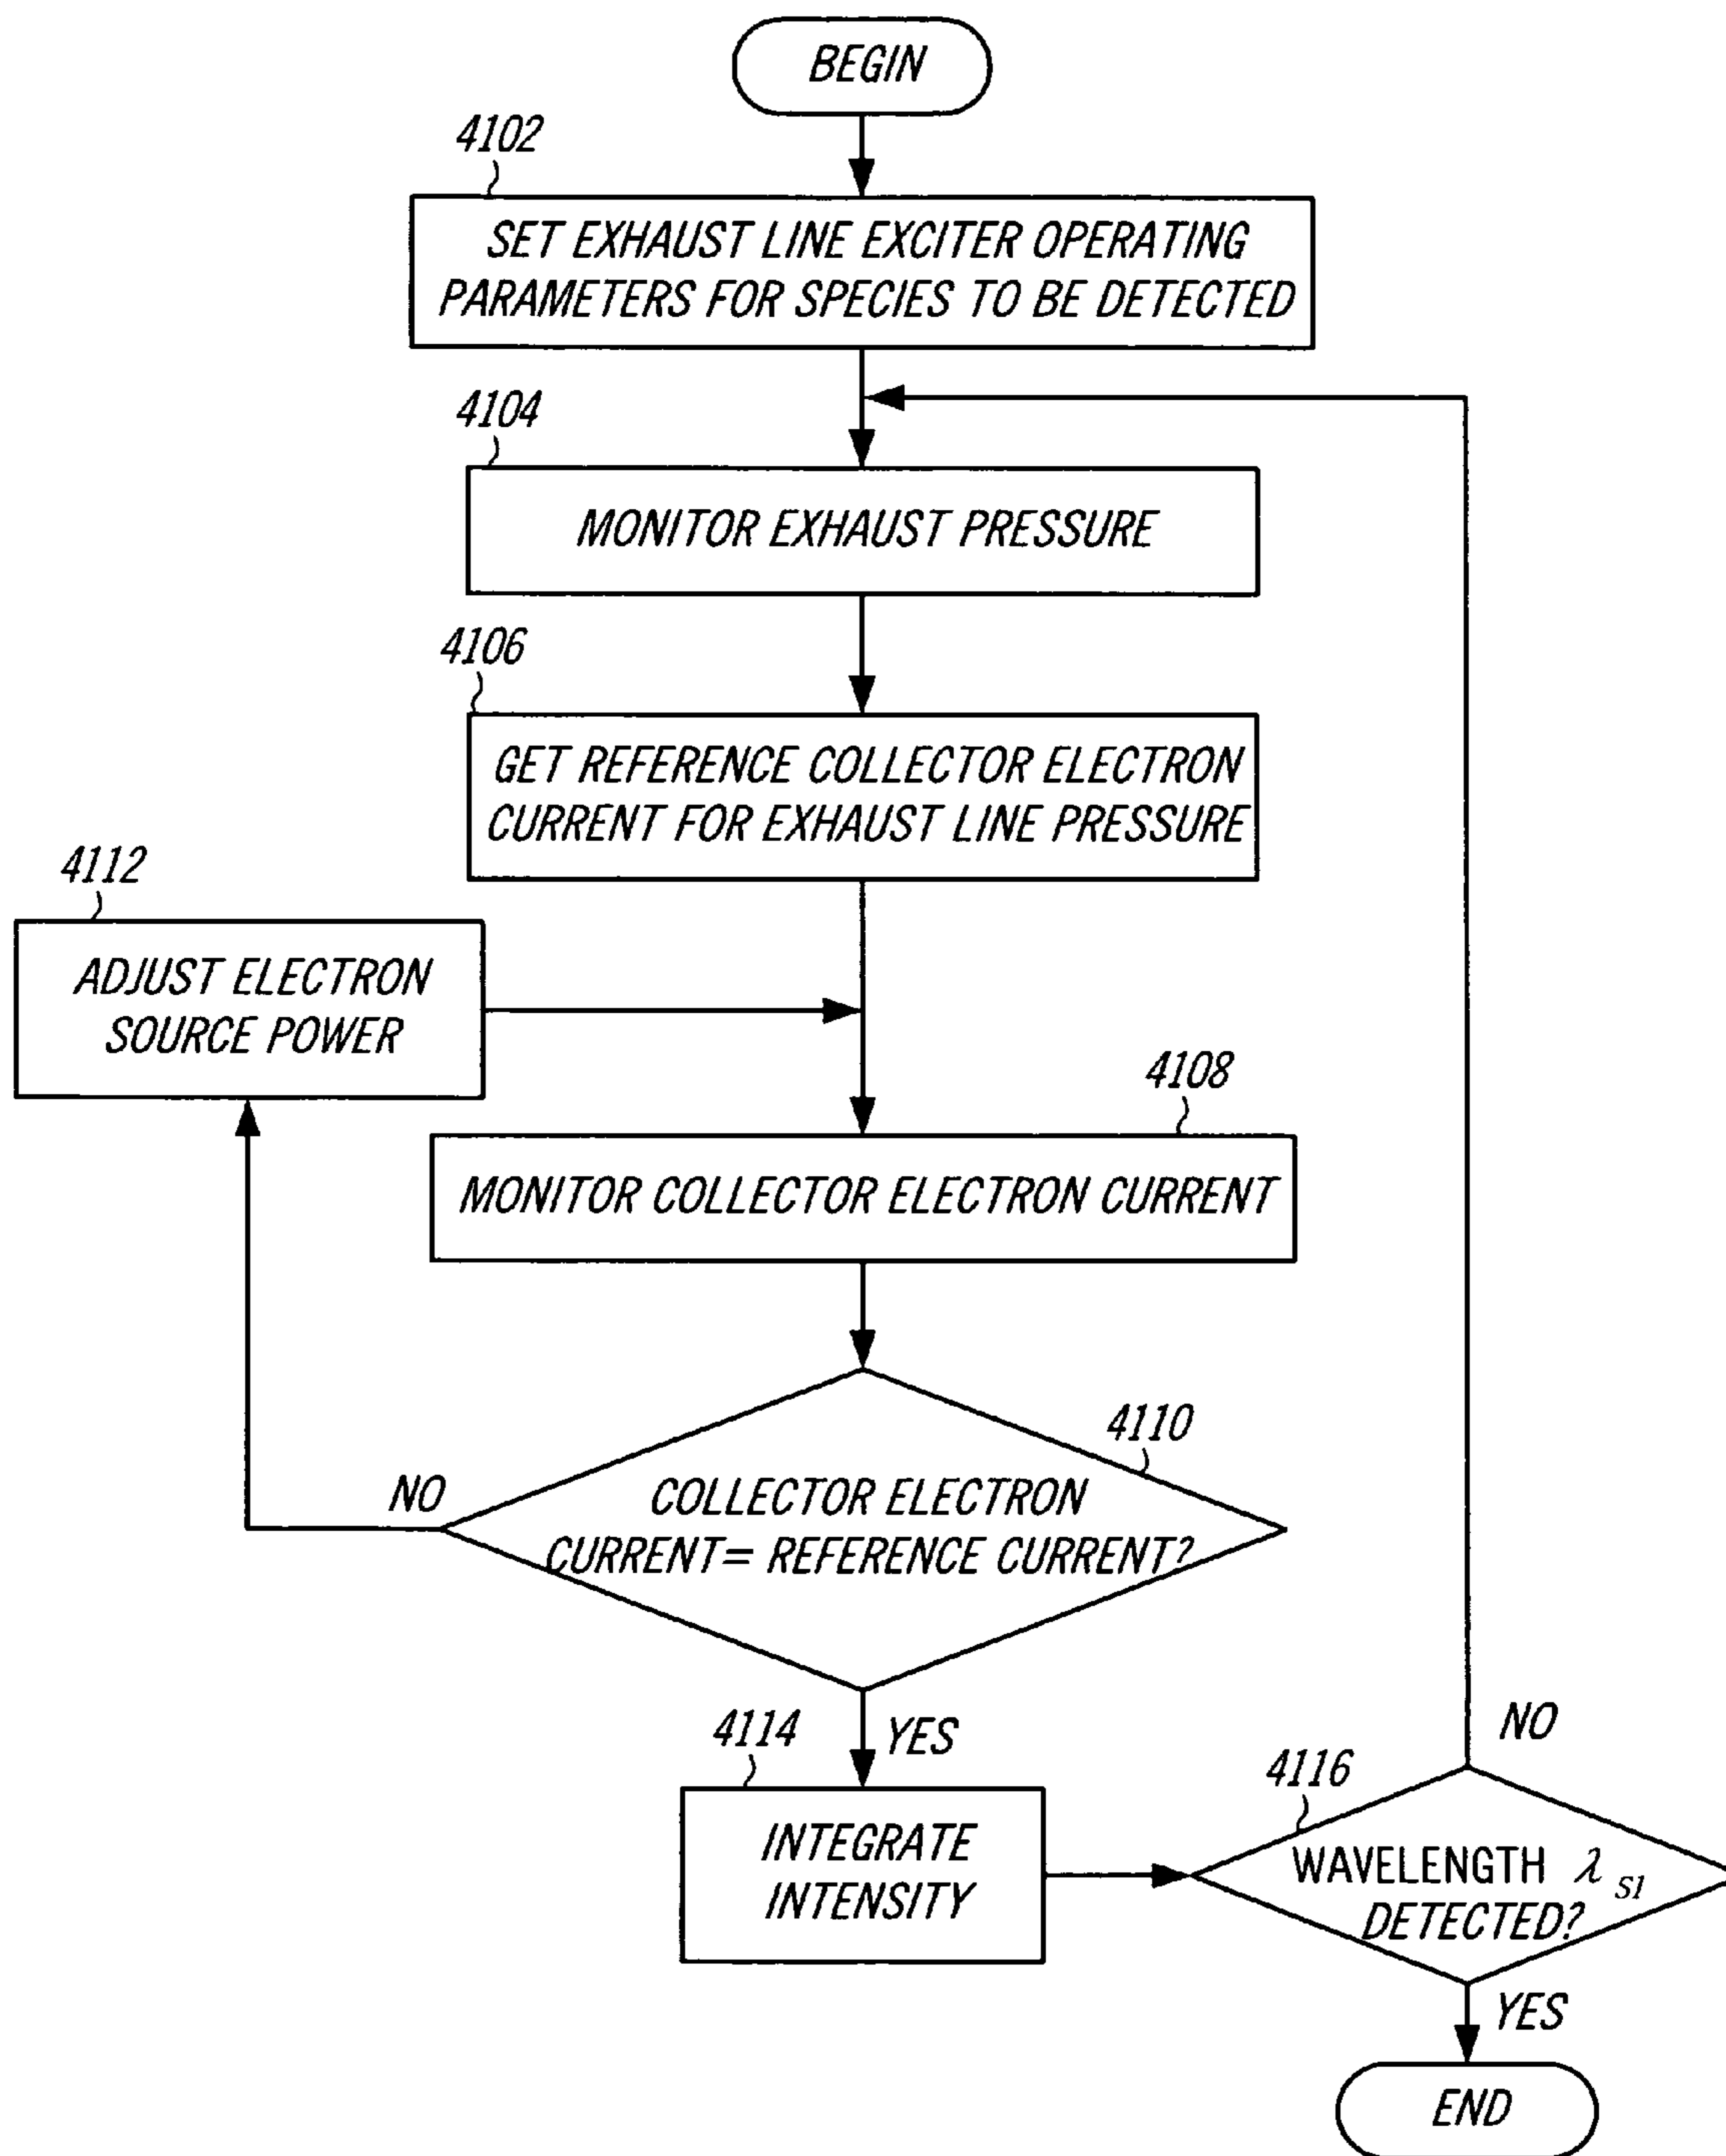 BEGIN
4102
SET EXHAUST LINE EXCITER OPERATING
PARAMETERS FOR SPECIES TO BE DETECTED
4104
MONITOR EXHAUST PRESSURE
4106
GET REFERENCE COLLECTOR ELECTRON
CURRENT FOR EXHAUST LINE PRESSURE
4112
ADJUST ELECTRON
SOURCE POWER
4108
MONITOR COLLECTOR ELECTRON CURRENT
4110
NO
COLLECTOR ELECTRON
CURRENT= REFERENCE CURRENT?
YES
4114
INTEGRATE
INTENSITY
NO
4116
WAVELENGTH λ S1
DETECTED?
YES
END